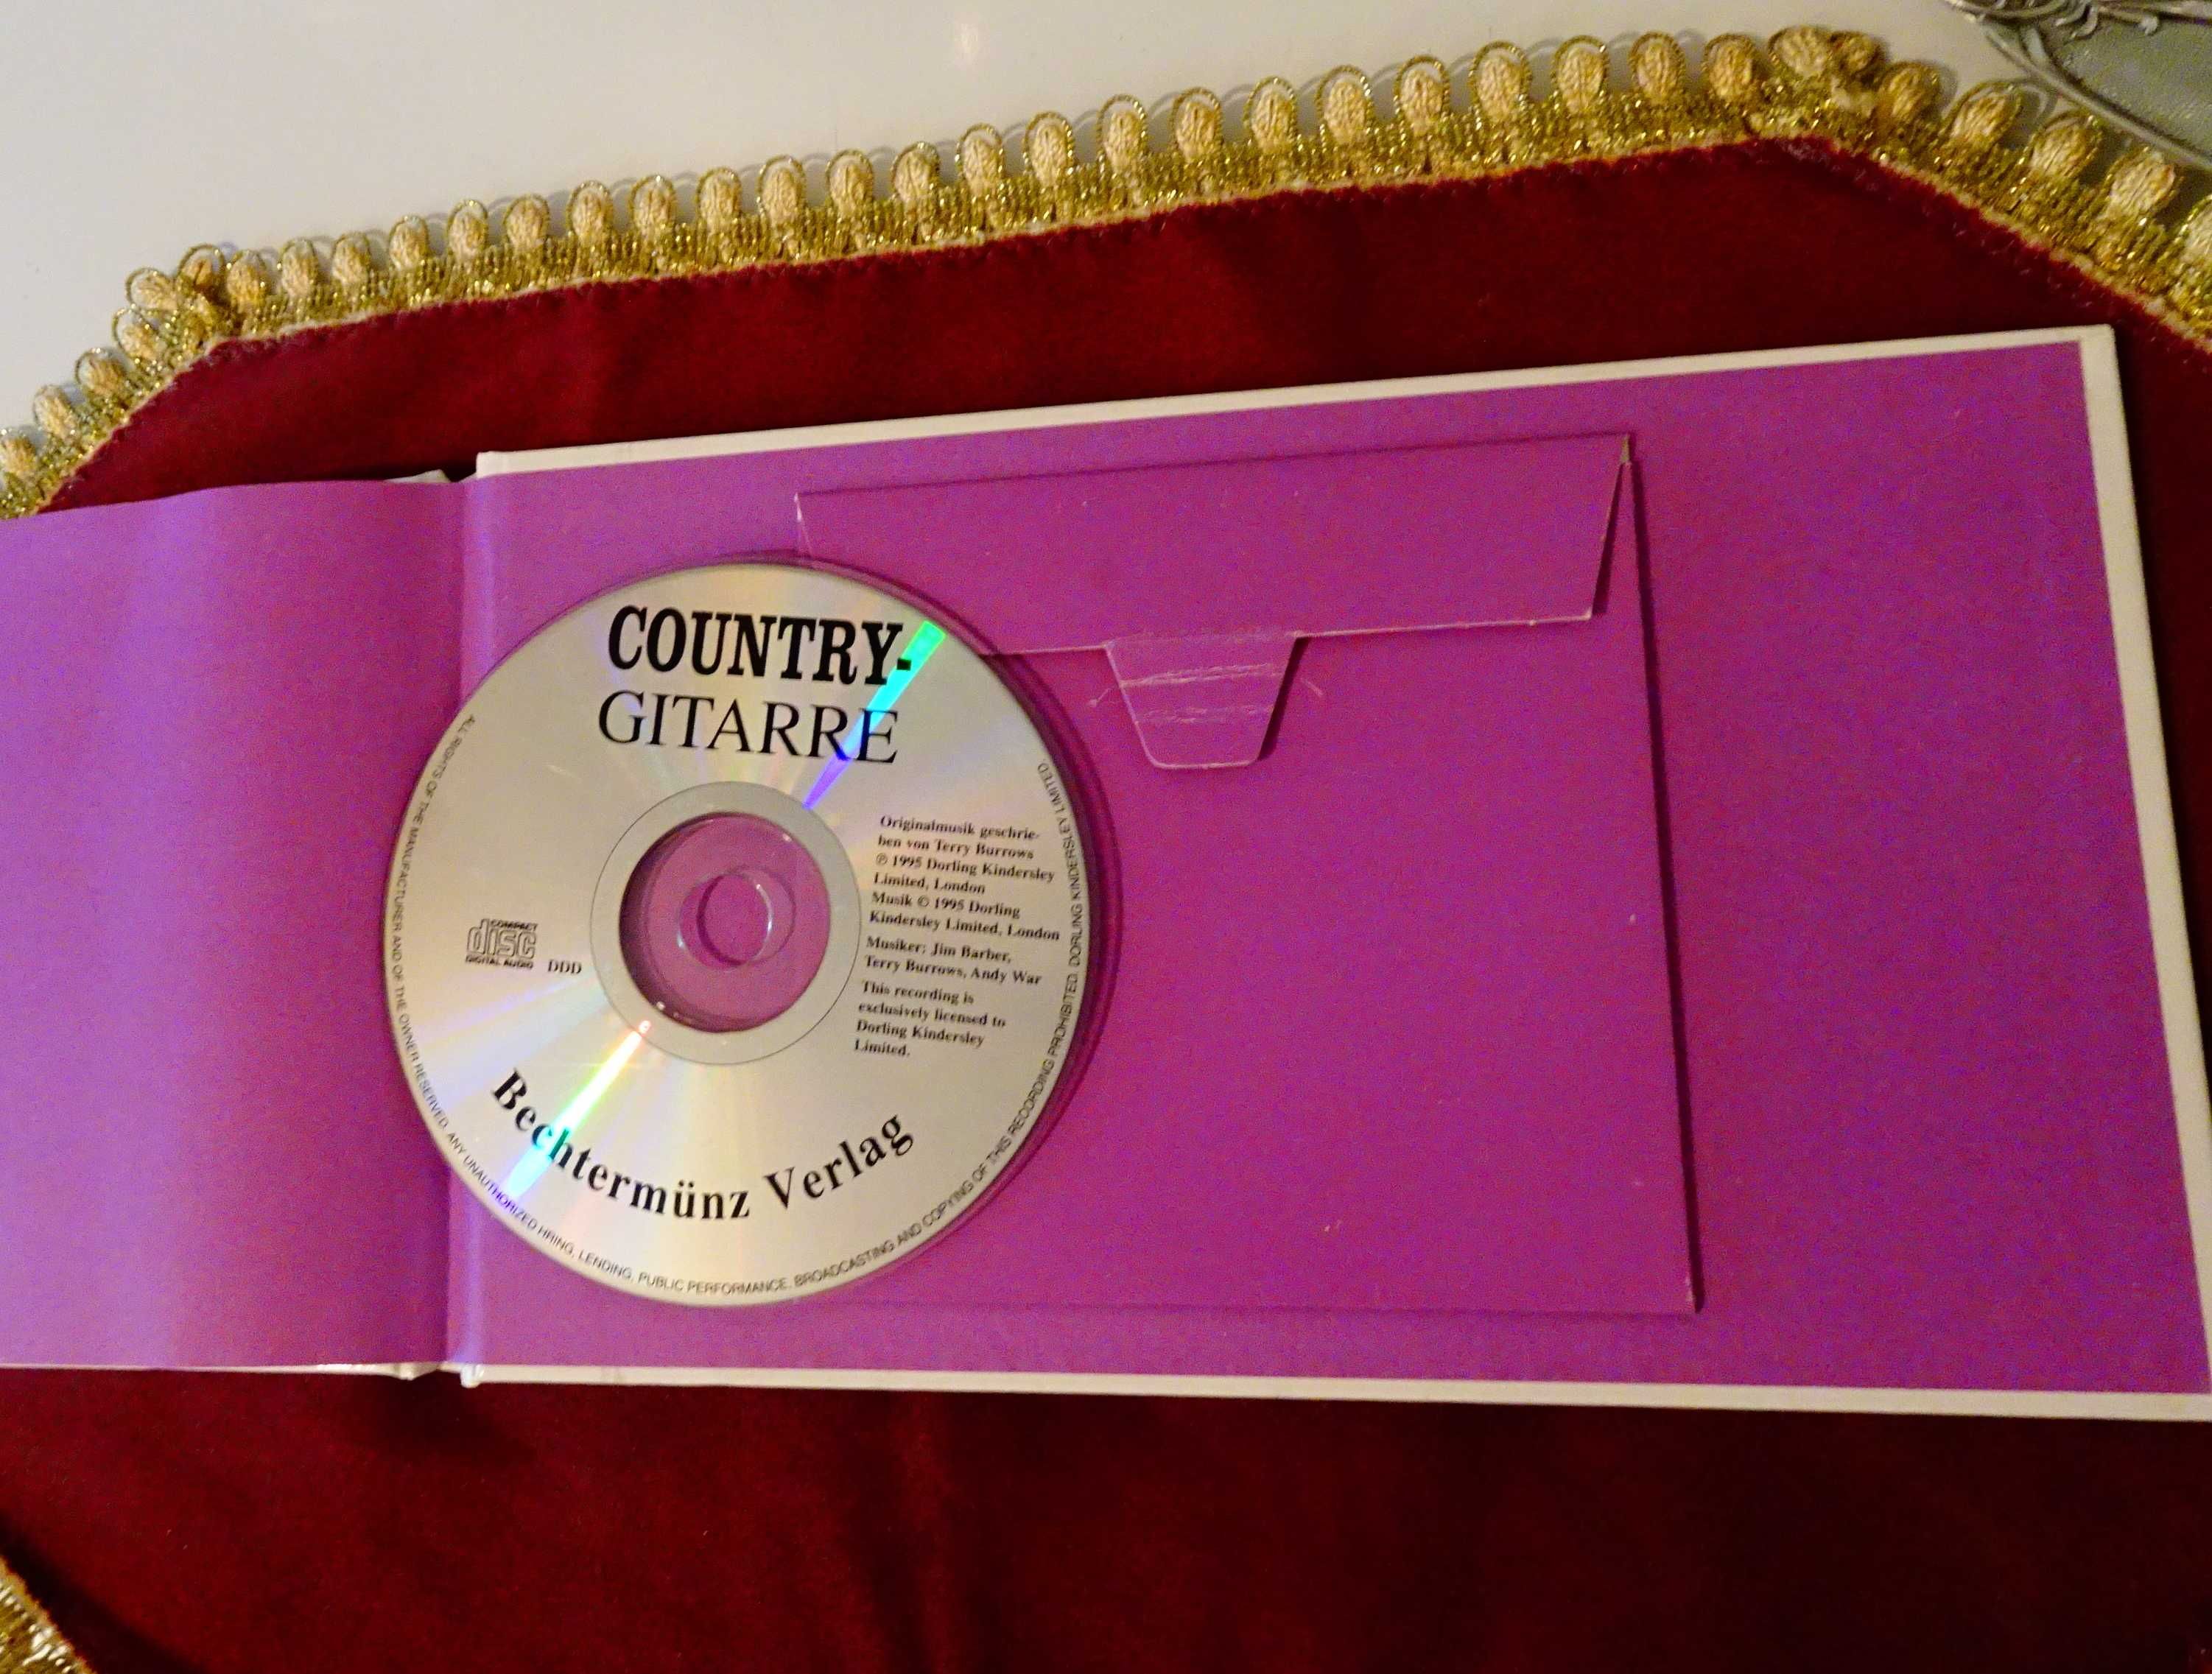 COUNTRY-
GITARRE
Originalmusik geschrie-
ben von Terry Burrows
℗ 1995 Dorling Kindersley
Limited, London
Musik © 1995 Dorling
Kindersley Limited, London
Musiker: Jim Barber,
Terry Burrows, Andy War
This recording is
exclusively licensed to
Dorling Kindersley
Limited.
COMPACT
disc
DIGITAL AUDIO
DDD
Bechtermünz Verlag
ALL RIGHTS OF THE MANUFACTURER AND OF THE OWNER RESERVED. ANY UNAUTHORIZED HIRING, LENDING, PUBLIC PERFORMANCE, BROADCASTING AND COPYING OF THIS RECORDING PROHIBITED. DORLING KINDERSLEY LIMITED.